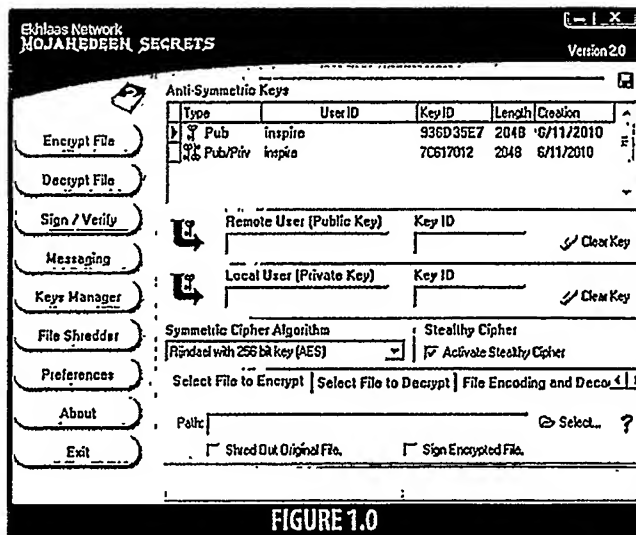 Ekhlaas Network
MOJAHEDEEN SECRETS
Version 2.0
Anti-Symmetric Keys
Type User ID Key ID Length Creation
Pub inspire 936D35E7 2048 6/11/2010
Pub/Priv inspire 7C617012 2048 6/11/2010
Encrypt File
Decrypt File
Sign / Verify
Messaging
Keys Manager
File Shredder
Preferences
About
Exit
Remote User (Public Key) Key ID
Clear Key
Local User (Private Key) Key ID
Clear Key
Symmetric Cipher Algorithm Stealthy Cipher
Rijndael with 256 bit key (AES) Activate Stealthy Cipher
Select File to Encrypt Select File to Decrypt File Encoding and Deco
Path: Select... ?
Shred Out Original File. Sign Encrypted File.
FIGURE 1.0